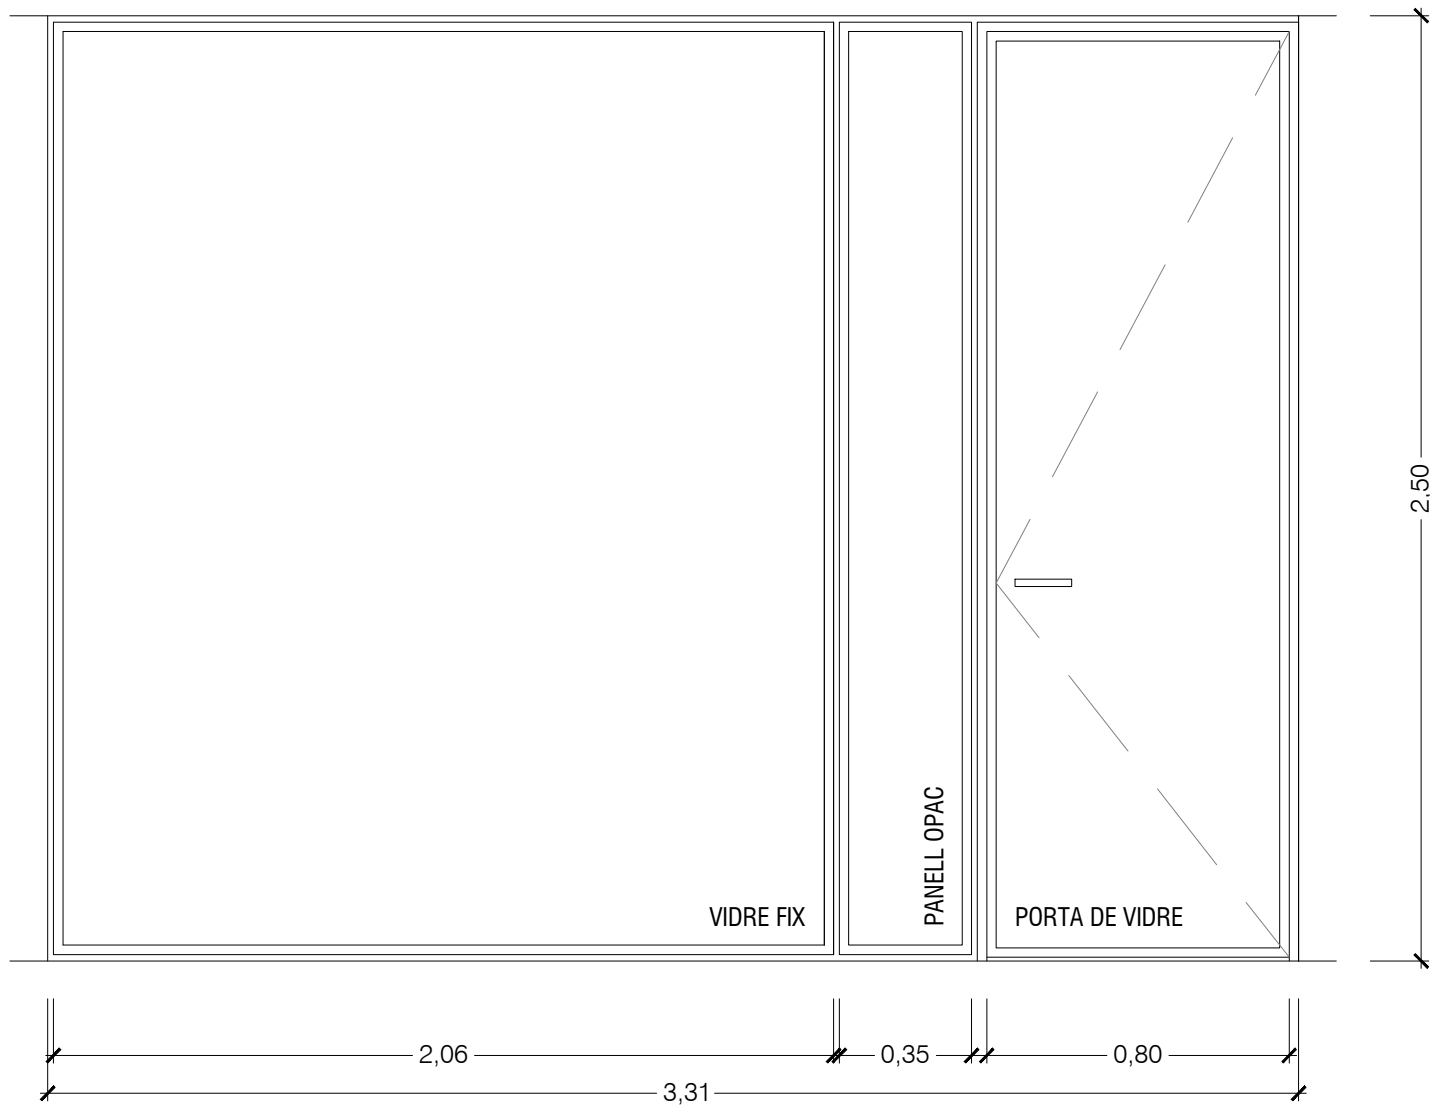 2,50
PANELL OPAC
VIDRE FIX
PORTA DE VIDRE
2,06
0,35
0,80
3,31